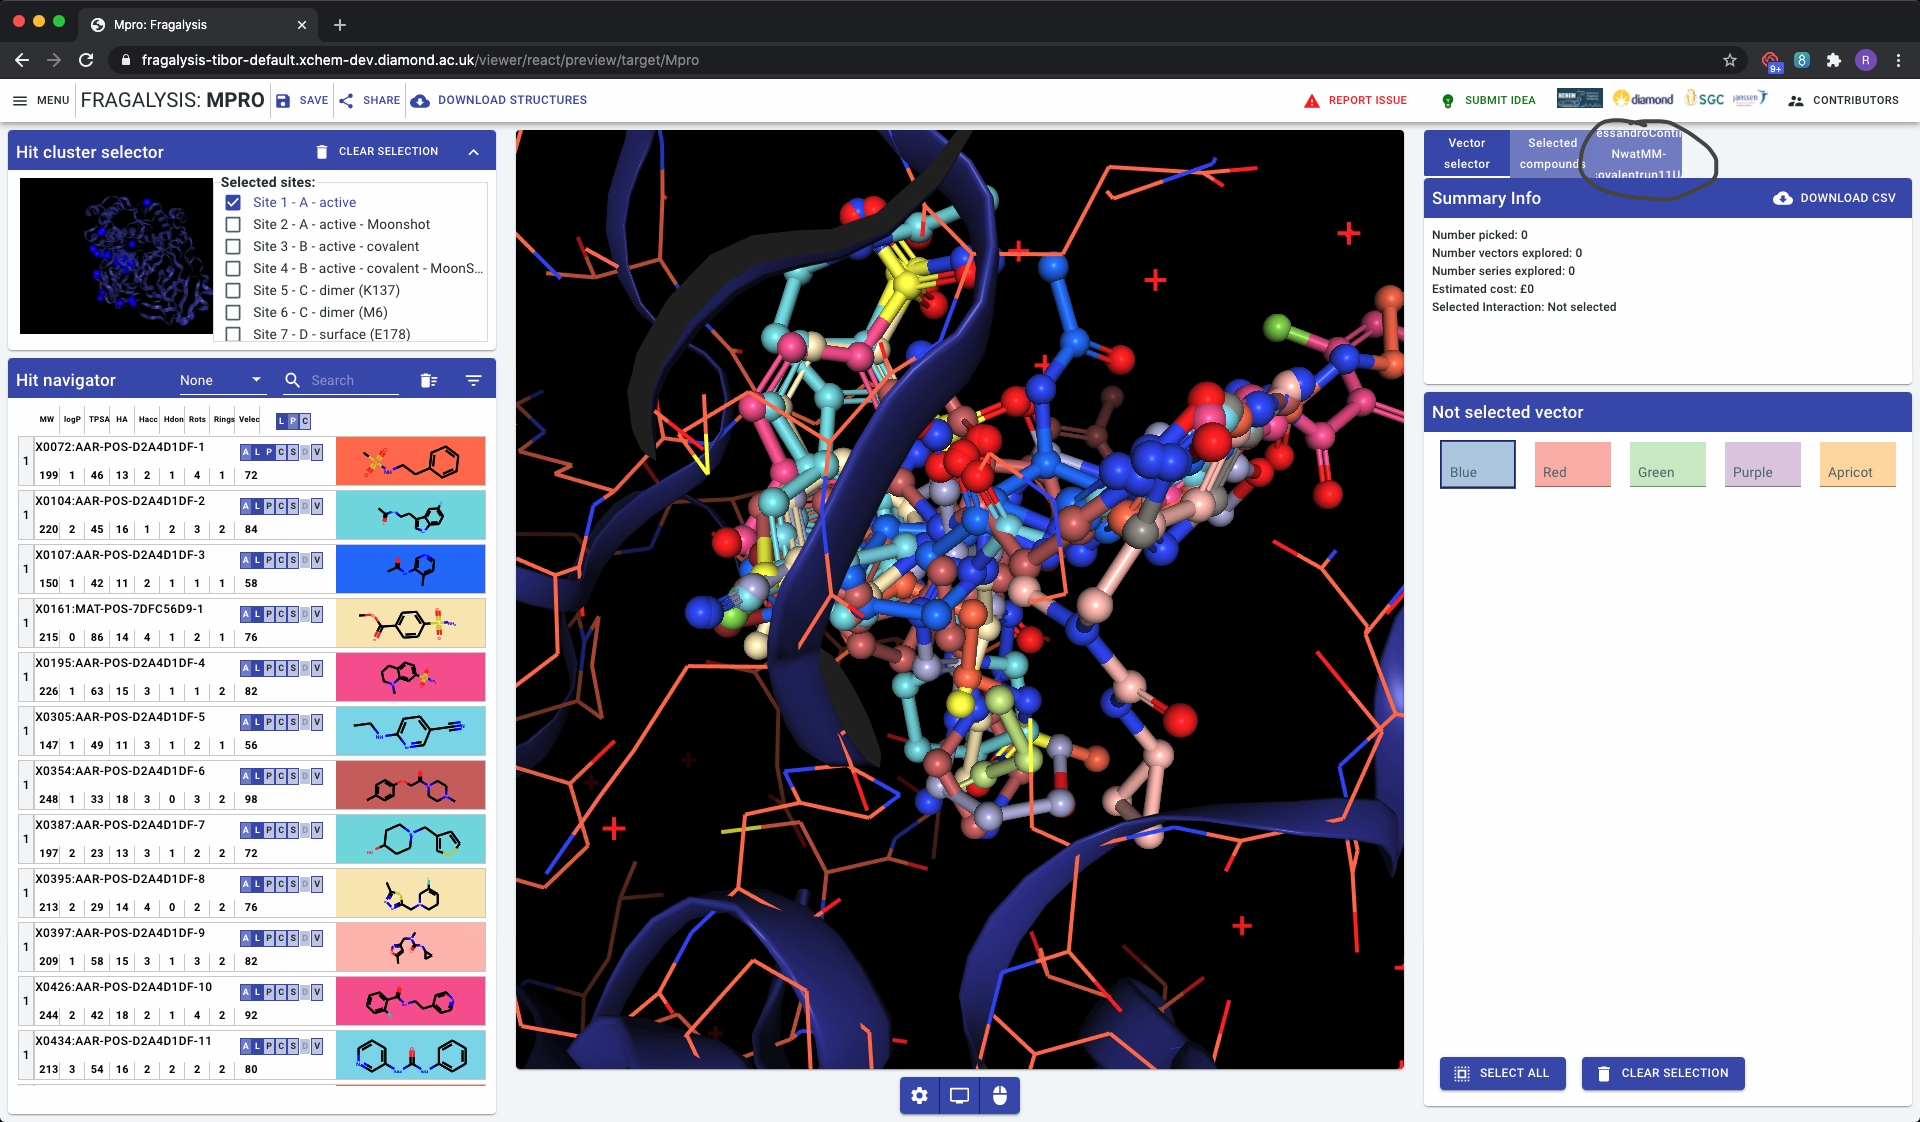 Mpro: Fragalysis
fragalysis-tibor-default.xchem-dev.diamond.ac.uk/viewer/react/preview/target/Mpro
9+
8
R
MENU
FRAGALYSIS: MPRO
SAVE
SHARE
DOWNLOAD STRUCTURES
REPORT ISSUE
SUBMIT IDEA
diamond
SGC
janssen
CONTRIBUTORS
Hit cluster selector
CLEAR SELECTION
Selected sites:
Site 1 - A - active
Site 2 - A - active - Moonshot
Site 3 - B - active - covalent
Site 4 - B - active - covalent - MoonS...
Site 5 - C - dimer (K137)
Site 6 - C - dimer (M6)
Site 7 - D - surface (E178)
Hit navigator
None
Search
MW logP TPSA HA Hacc Hdon Rots Rings Velec L P C
1
X0072:AAR-POS-D2A4D1DF-1
A L P C S D V
199 1 46 13 2 1 4 1 72
1
X0104:AAR-POS-D2A4D1DF-2
A L P C S D V
220 2 45 16 1 2 3 2 84
1
X0107:AAR-POS-D2A4D1DF-3
A L P C S D V
150 1 42 11 2 1 1 1 58
1
X0161:MAT-POS-7DFC56D9-1
A L P C S D V
215 0 86 14 4 1 2 1 76
1
X0195:AAR-POS-D2A4D1DF-4
A L P C S D V
226 1 63 15 3 1 1 2 82
1
X0305:AAR-POS-D2A4D1DF-5
A L P C S D V
147 1 49 11 3 1 2 1 56
1
X0354:AAR-POS-D2A4D1DF-6
A L P C S D V
248 1 33 18 3 0 3 2 98
1
X0387:AAR-POS-D2A4D1DF-7
A L P C S D V
197 2 23 13 3 1 2 2 72
1
X0395:AAR-POS-D2A4D1DF-8
A L P C S D V
213 2 29 14 4 0 2 2 76
1
X0397:AAR-POS-D2A4D1DF-9
A L P C S D V
209 1 58 15 3 1 3 2 82
1
X0426:AAR-POS-D2A4D1DF-10
A L P C S D V
244 2 42 18 2 1 4 2 92
1
X0434:AAR-POS-D2A4D1DF-11
A L P C S D V
213 3 54 16 2 2 2 2 80
Vector
selector
Selected
compounds
essandroConti
NwatMM-
ovalentrun11U
Summary Info
DOWNLOAD CSV
Number picked: 0
Number vectors explored: 0
Number series explored: 0
Estimated cost: £0
Selected Interaction: Not selected
Not selected vector
Blue
Red
Green
Purple
Apricot
SELECT ALL
CLEAR SELECTION